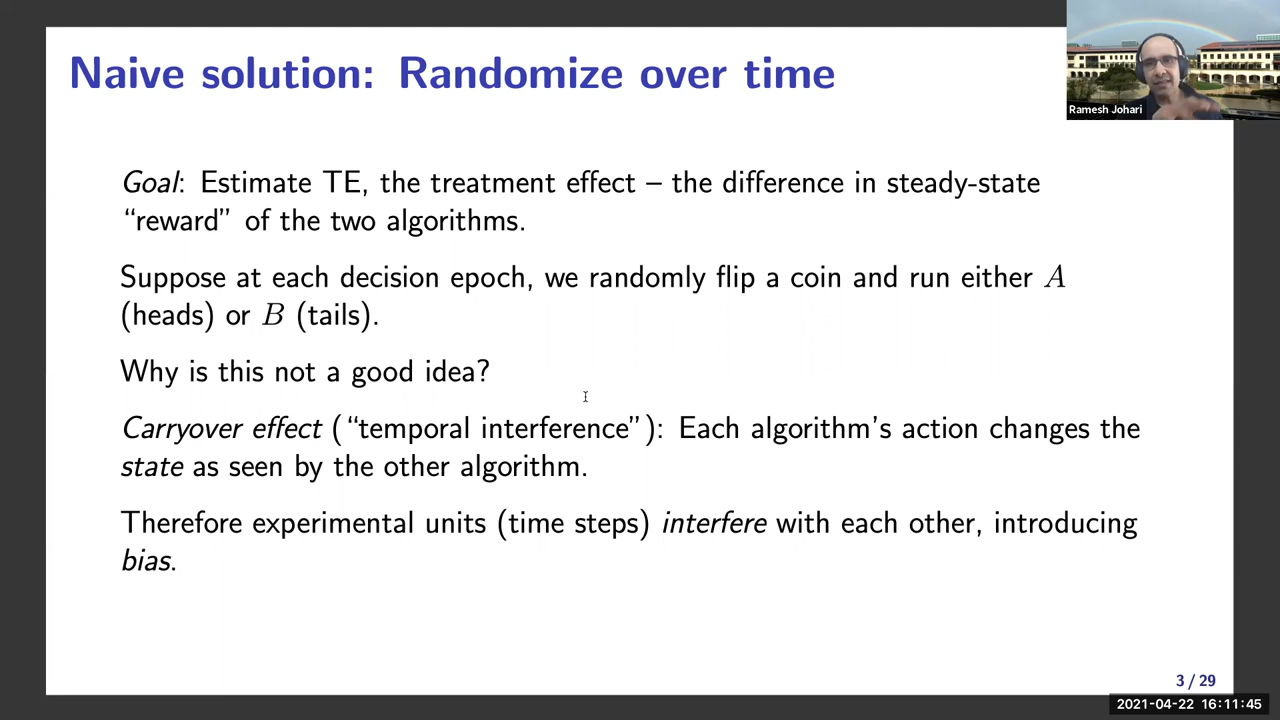 Naive solution: Randomize over time
Ramesh Johari
Goal: Estimate TE, the treatment effect – the difference in steady-state
“reward” of the two algorithms.
Suppose at each decision epoch, we randomly flip a coin and run either A
(heads) or B (tails).
Why is this not a good idea?
Carryover effect (“temporal interference”): Each algorithm’s action changes the
state as seen by the other algorithm.
Therefore experimental units (time steps) interfere with each other, introducing
bias.
3 / 29
2021-04-22 16:11:45